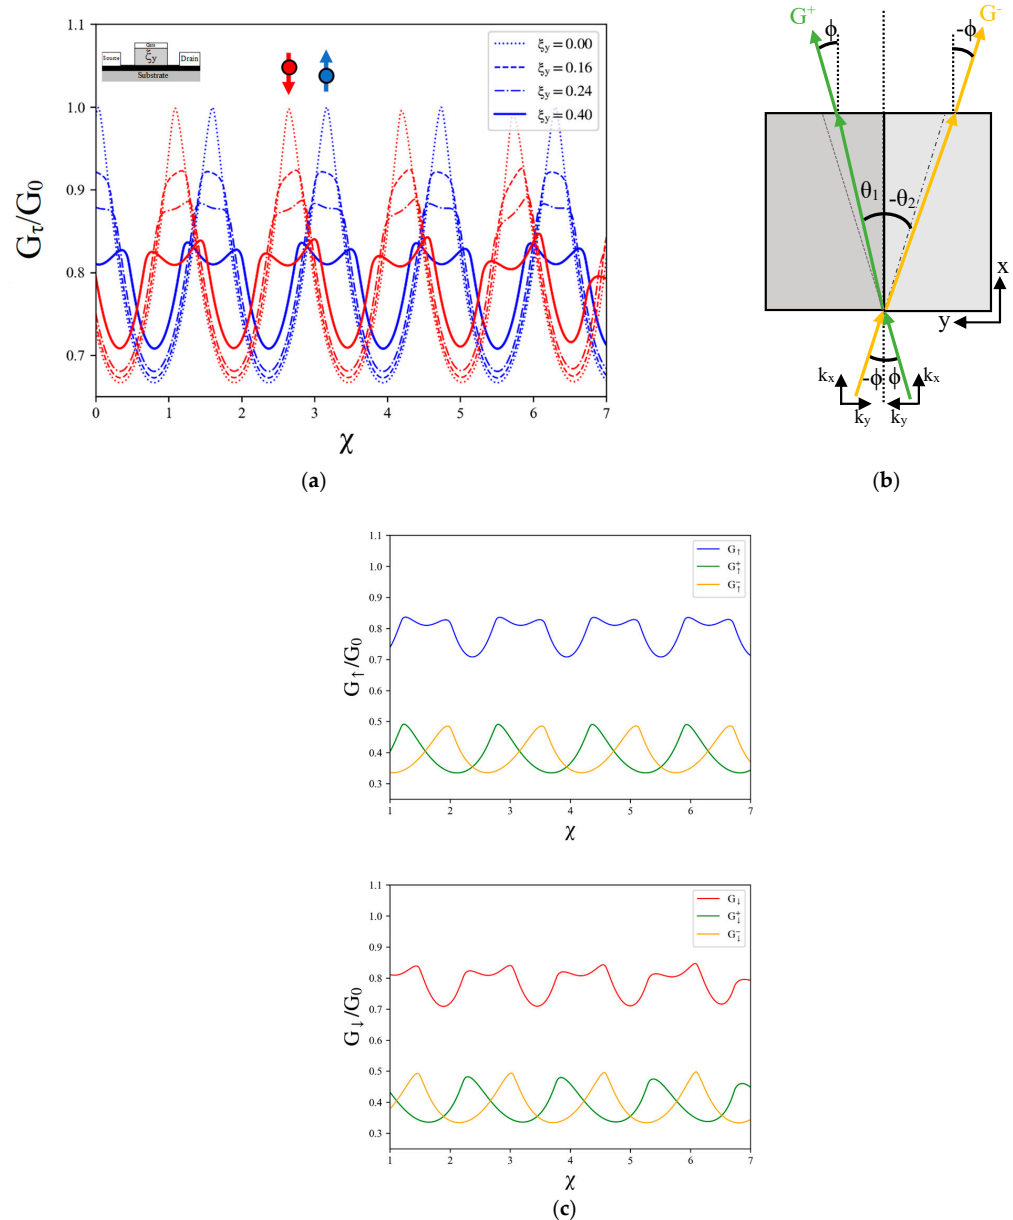 1.1
1.0
0.9
0.8
0.7
G_τ/G_0
0 1 2 3 4 5 6 7
χ
Source
Gate
ξ_y
Drain
Substrate
ξ_y = 0.00
ξ_y = 0.16
ξ_y = 0.24
ξ_y = 0.40
(a)
G⁺ ϕ -ϕ G⁻
θ₁ -θ₂
x
y
-ϕ ϕ
k_x k_x
k_y k_y
(b)
1.1
1.0
0.9
0.8
0.7
0.6
0.5
0.4
0.3
G_↑/G_0
1 2 3 4 5 6 7
χ
G_↑
G_↑⁺
G_↑⁻
1.1
1.0
0.9
0.8
0.7
0.6
0.5
0.4
0.3
G_↓/G_0
1 2 3 4 5 6 7
χ
G_↓
G_↓⁺
G_↓⁻
(c)